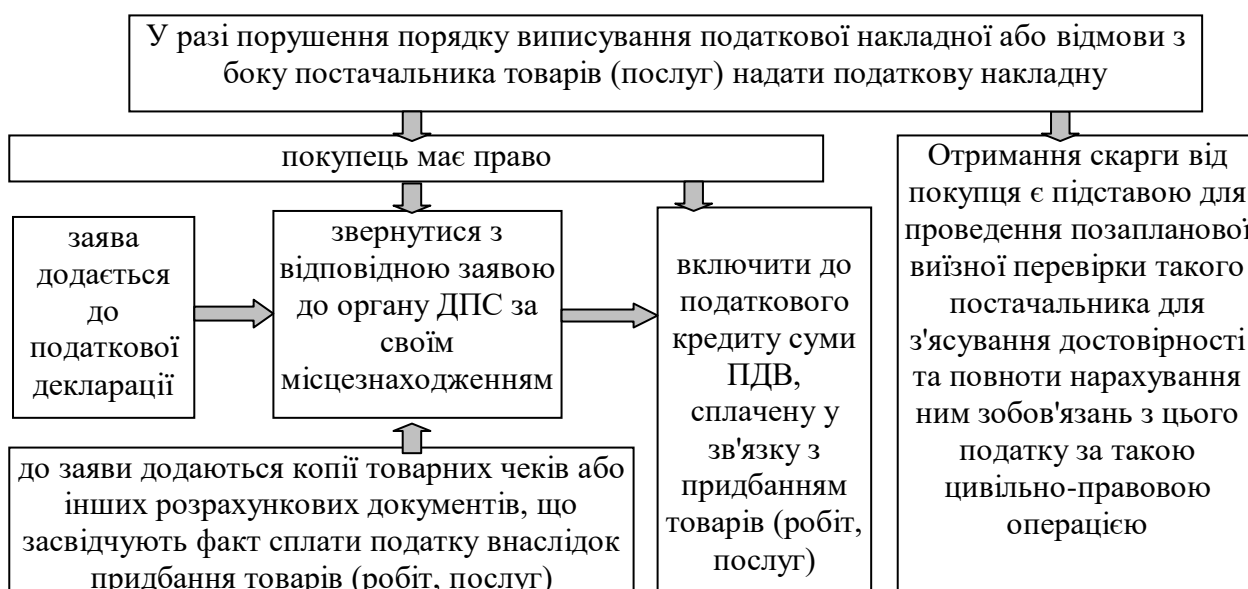 У разі порушення порядку виписування податкової накладної або відмови з
боку постачальника товарів (послуг) надати податкову накладну
покупець має право
заява
додається
до
податкової
декларації
звернутися з
відповідною заявою
до органу ДПС за
своїм
місцезнаходженням
до заяви додаються копії товарних чеків або
інших розрахункових документів, що
засвідчують факт сплати податку внаслідок
придбання товарів (робіт, послуг)
включити до
податкового
кредиту суми
ПДВ,
сплачену у
зв'язку з
придбанням
товарів (робіт,
послуг)
Отримання скарги від
покупця є підставою для
проведення позапланової
виїзної перевірки такого
постачальника для
з'ясування достовірності
та повноти нарахування
ним зобов'язань з цього
податку за такою
цивільно-правовою
операцією